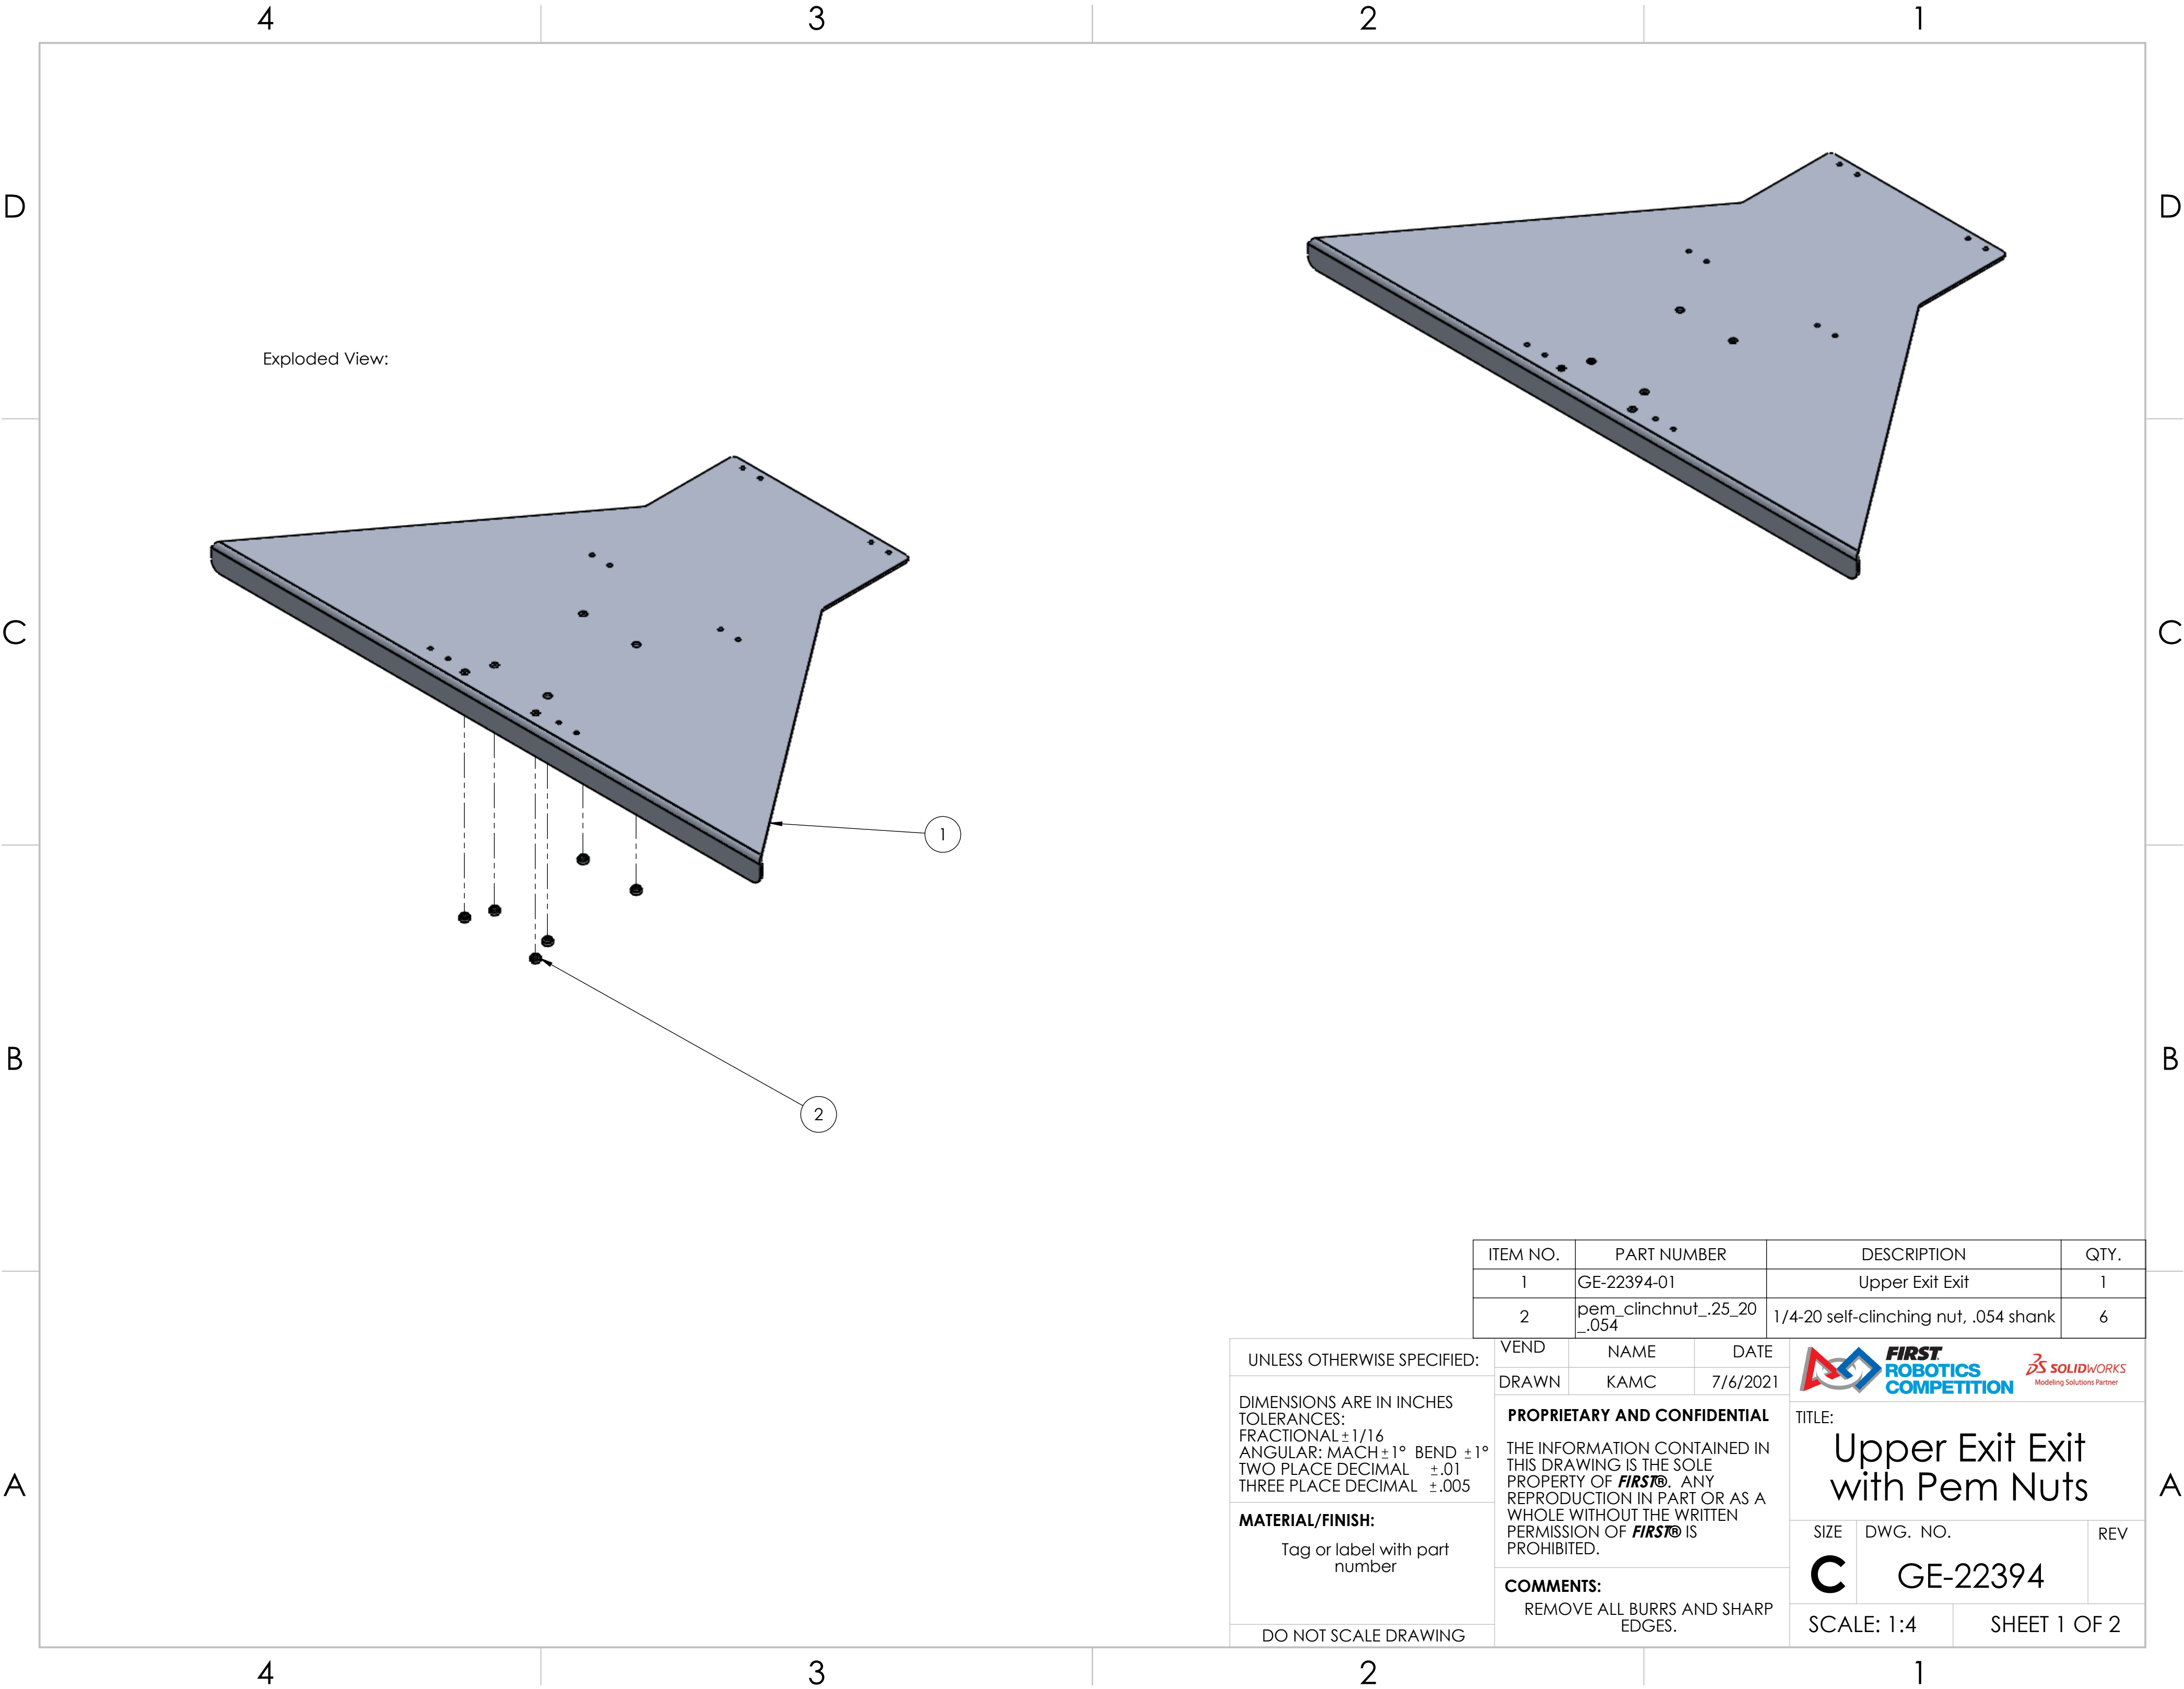 4 3 2 1
D D
Exploded View:
C C
1
B B
2
ITEM NO. PART NUMBER DESCRIPTION QTY.
1 GE-22394-01 Upper Exit Exit 1
2 pem_clinchnut_.25_20 1/4-20 self-clinching nut, .054 shank 6
_.054
UNLESS OTHERWISE SPECIFIED:
DIMENSIONS ARE IN INCHES
TOLERANCES:
FRACTIONAL±1/16
ANGULAR: MACH±1° BEND ±1°
TWO PLACE DECIMAL ±.01
THREE PLACE DECIMAL ±.005
MATERIAL/FINISH:
Tag or label with part
number
DO NOT SCALE DRAWING
VEND NAME DATE
DRAWN KAMC 7/6/2021
PROPRIETARY AND CONFIDENTIAL
THE INFORMATION CONTAINED IN
THIS DRAWING IS THE SOLE
PROPERTY OF FIRST®. ANY
REPRODUCTION IN PART OR AS A
WHOLE WITHOUT THE WRITTEN
PERMISSION OF FIRST® IS
PROHIBITED.
COMMENTS:
REMOVE ALL BURRS AND SHARP
EDGES.
FIRST
ROBOTICS
COMPETITION
SOLIDWORKS
Modeling Solutions Partner
TITLE:
Upper Exit Exit
with Pem Nuts
SIZE DWG. NO. REV
C GE-22394
SCALE: 1:4 SHEET 1 OF 2
A A
4 3 2 1